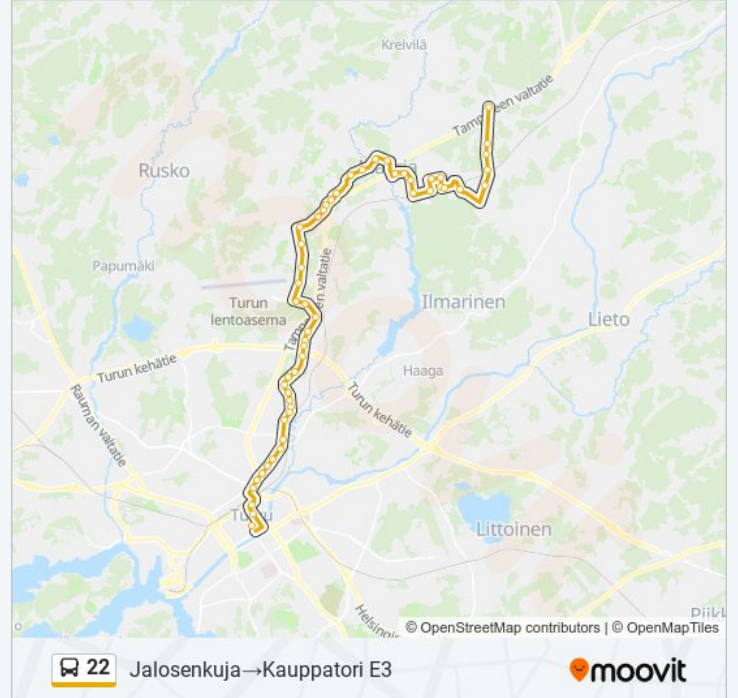 Kreivilä
Tampereen valtatie
Rusko
Papumäki
Turun
lentoasema
Ilmarinen
Lieto
Turun kehätie
Haaga
Rauman valtatie
Turun kehätie
Littoinen
© OpenStreetMap contributors | © OpenMapTiles
22 Jalosenkuja→Kauppatori E3
moovit